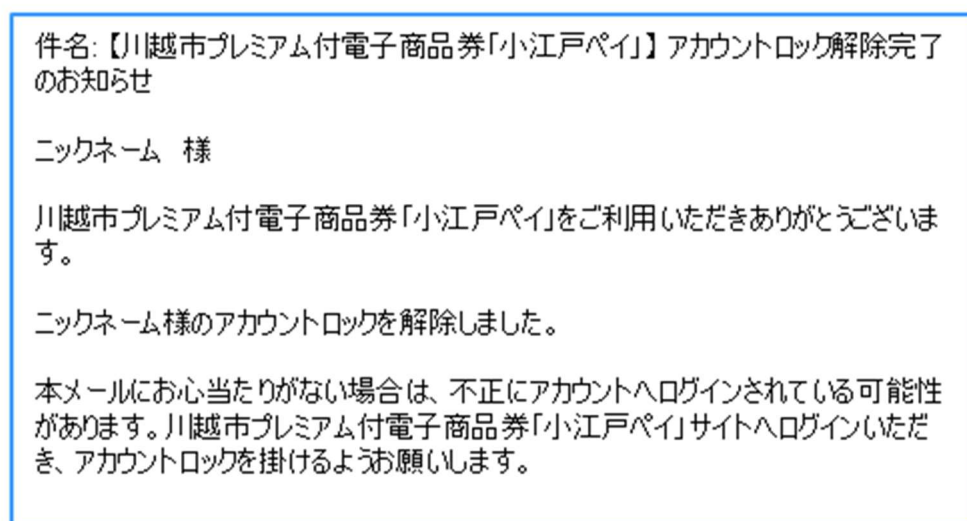 件名:【川越市プレミアム付電子商品券「小江戸ペイ」】アカウントロック解除完了
のお知らせ
ニックネーム　様
川越市プレミアム付電子商品券「小江戸ペイ」をご利用いただきありがとうございま
す。
ニックネーム様のアカウントロックを解除しました。
本メールにお心当たりがない場合は、不正にアカウントへログインされている可能性
があります。川越市プレミアム付電子商品券「小江戸ペイ」サイトへログインいただ
き、アカウントロックを掛けるようお願いします。